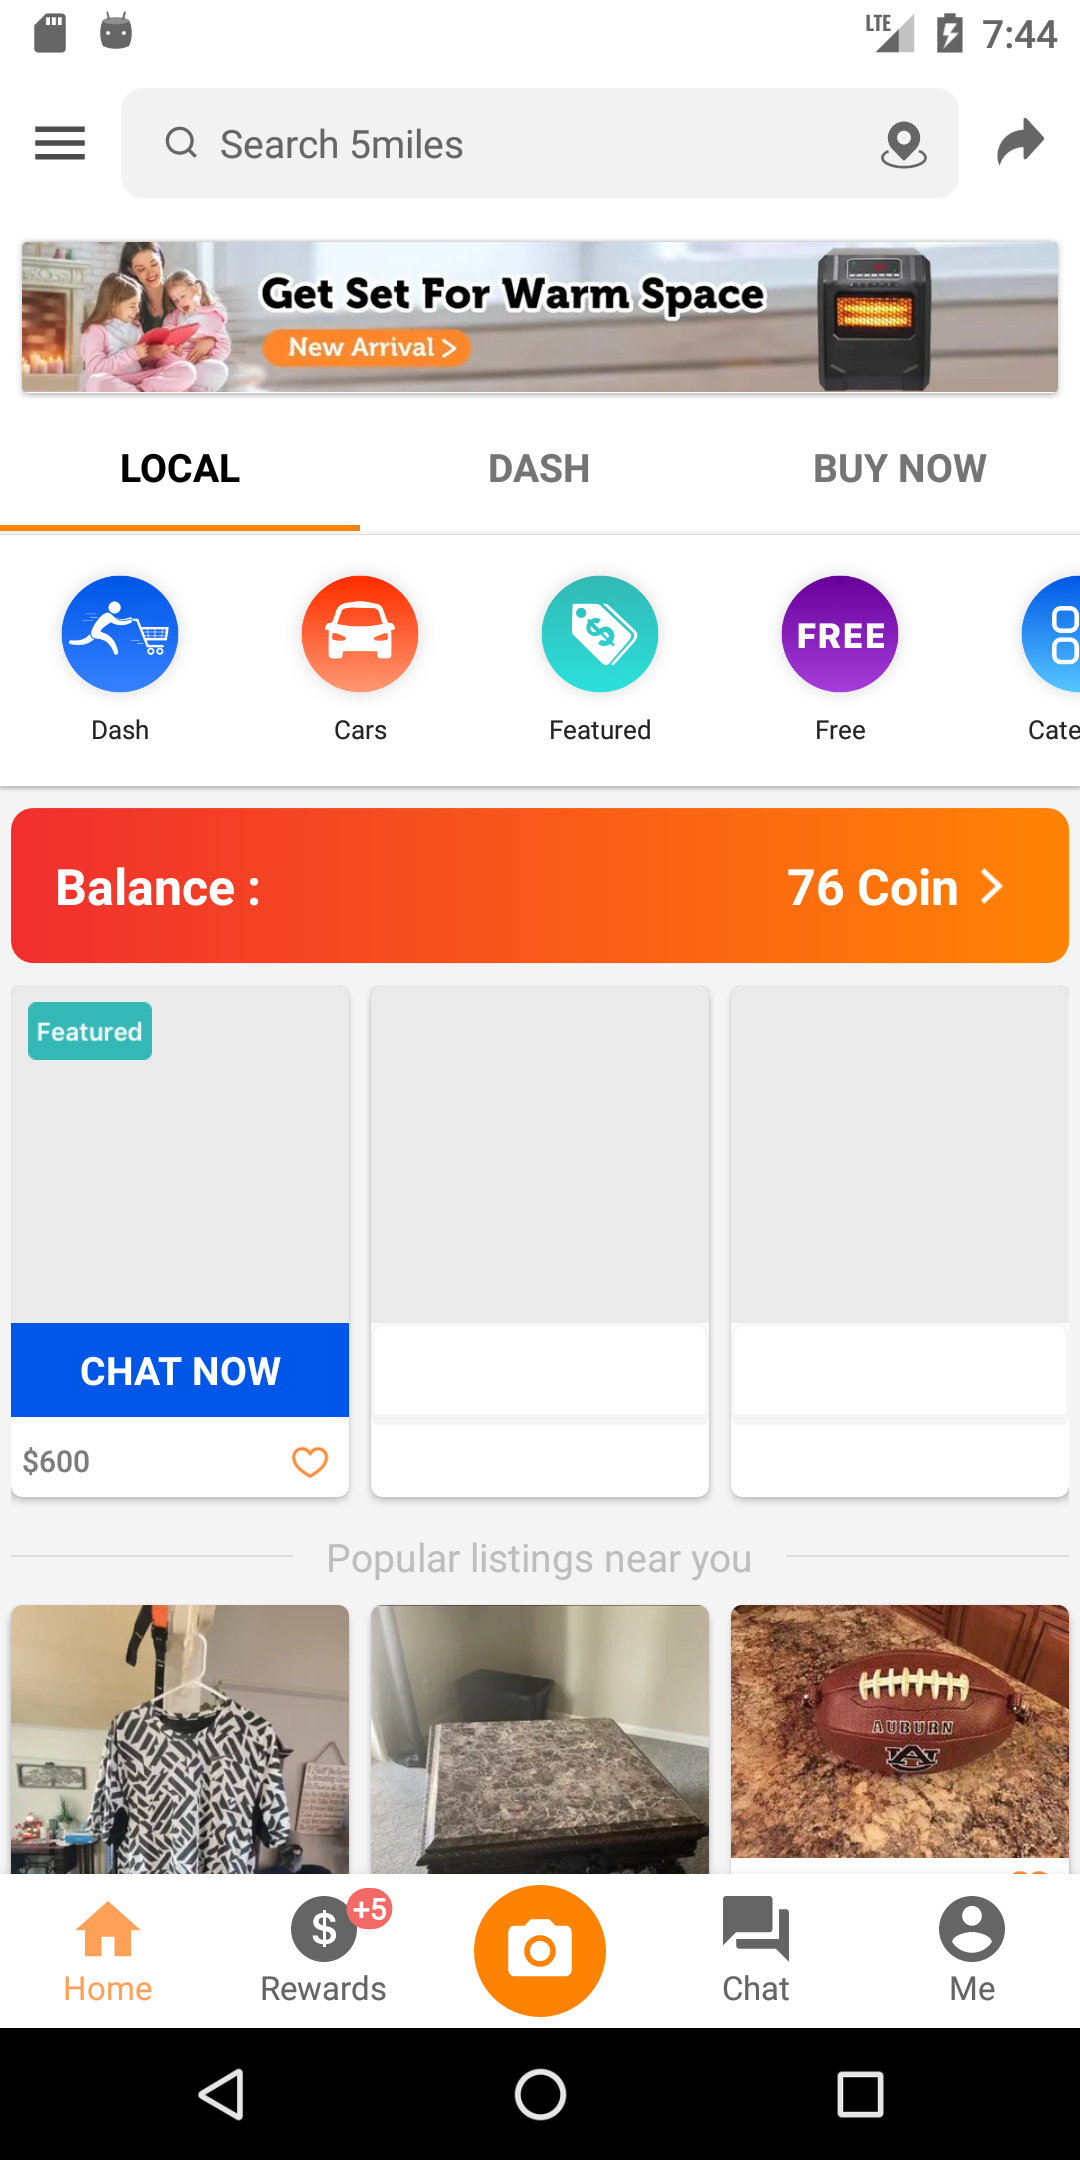 LTE 7:44
Search 5miles
Get Set For Warm Space
New Arrival >
LOCAL DASH BUY NOW
FREE
Dash Cars Featured Free Cate
Balance : 76 Coin
Featured
CHAT NOW
$600
Popular listings near you
AUBURN
+5
Home Rewards Chat Me